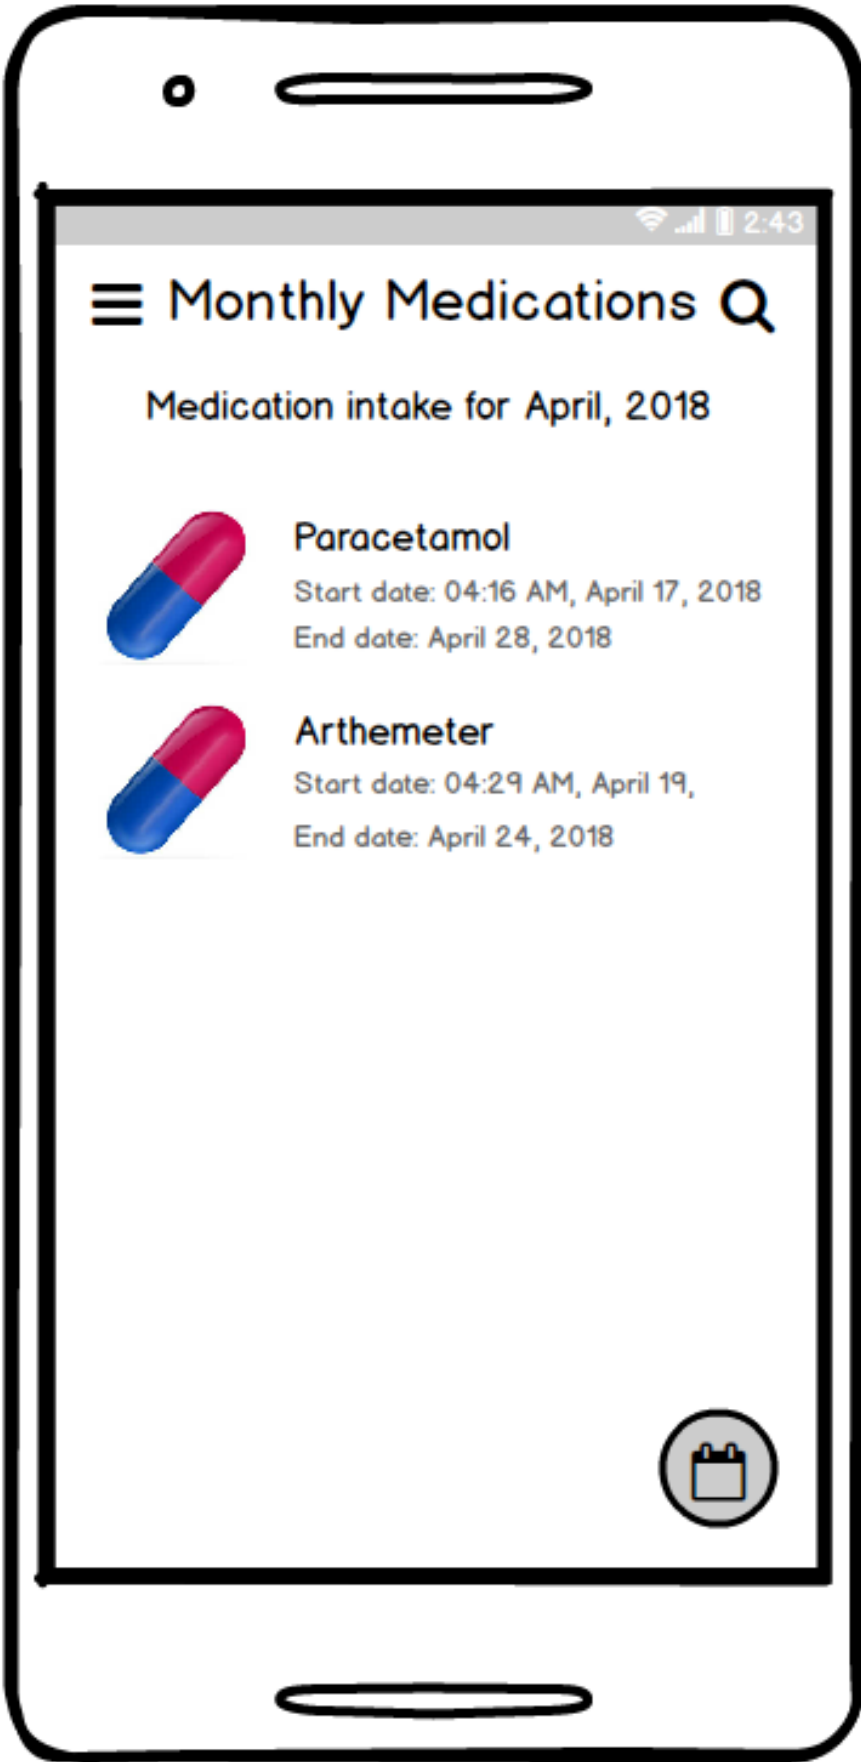 2:43
Monthly Medications
Medication intake for April, 2018
Paracetamol
Start date: 04:16 AM, April 17, 2018
End date: April 28, 2018
Arthemeter
Start date: 04:29 AM, April 19,
End date: April 24, 2018